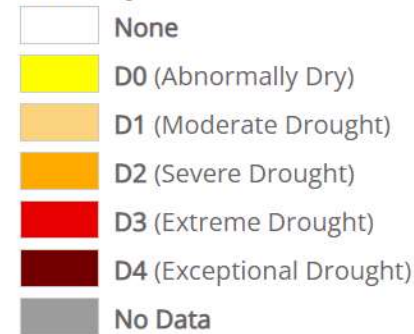 None
D0 (Abnormally Dry)
D1 (Moderate Drought)
D2 (Severe Drought)
D3 (Extreme Drought)
D4 (Exceptional Drought)
No Data